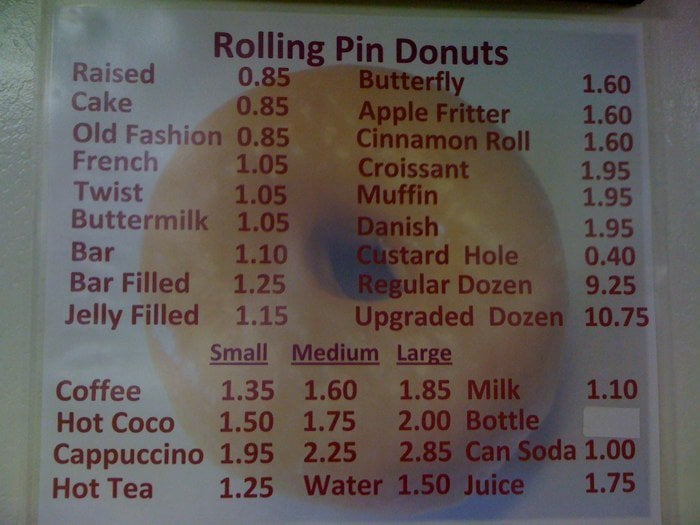 Rolling Pin Donuts
Raised 0.85 Butterfly 1.60
Cake 0.85 Apple Fritter 1.60
Old Fashion 0.85 Cinnamon Roll 1.60
French 1.05 Croissant 1.95
Twist 1.05 Muffin 1.95
Buttermilk 1.05 Danish 1.95
Bar 1.10 Custard Hole 0.40
Bar Filled 1.25 Regular Dozen 9.25
Jelly Filled 1.15 Upgraded Dozen 10.75
Small Medium Large
Coffee 1.35 1.60 1.85 Milk 1.10
Hot Coco 1.50 1.75 2.00 Bottle
Cappuccino 1.95 2.25 2.85 Can Soda 1.00
Hot Tea 1.25 Water 1.50 Juice 1.75